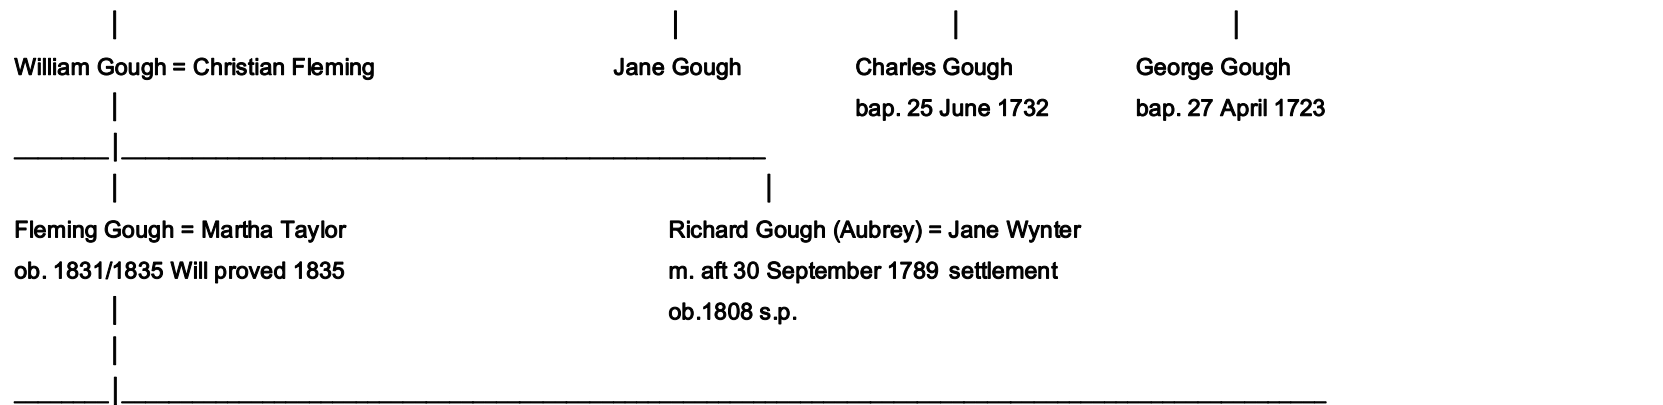 William Gough = Christian Fleming Jane Gough Charles Gough George Gough
bap. 25 June 1732 bap. 27 April 1723
Fleming Gough = Martha Taylor Richard Gough (Aubrey) = Jane Wynter
ob. 1831/1835 Will proved 1835 m. aft 30 September 1789 settlement
ob.1808 s.p.